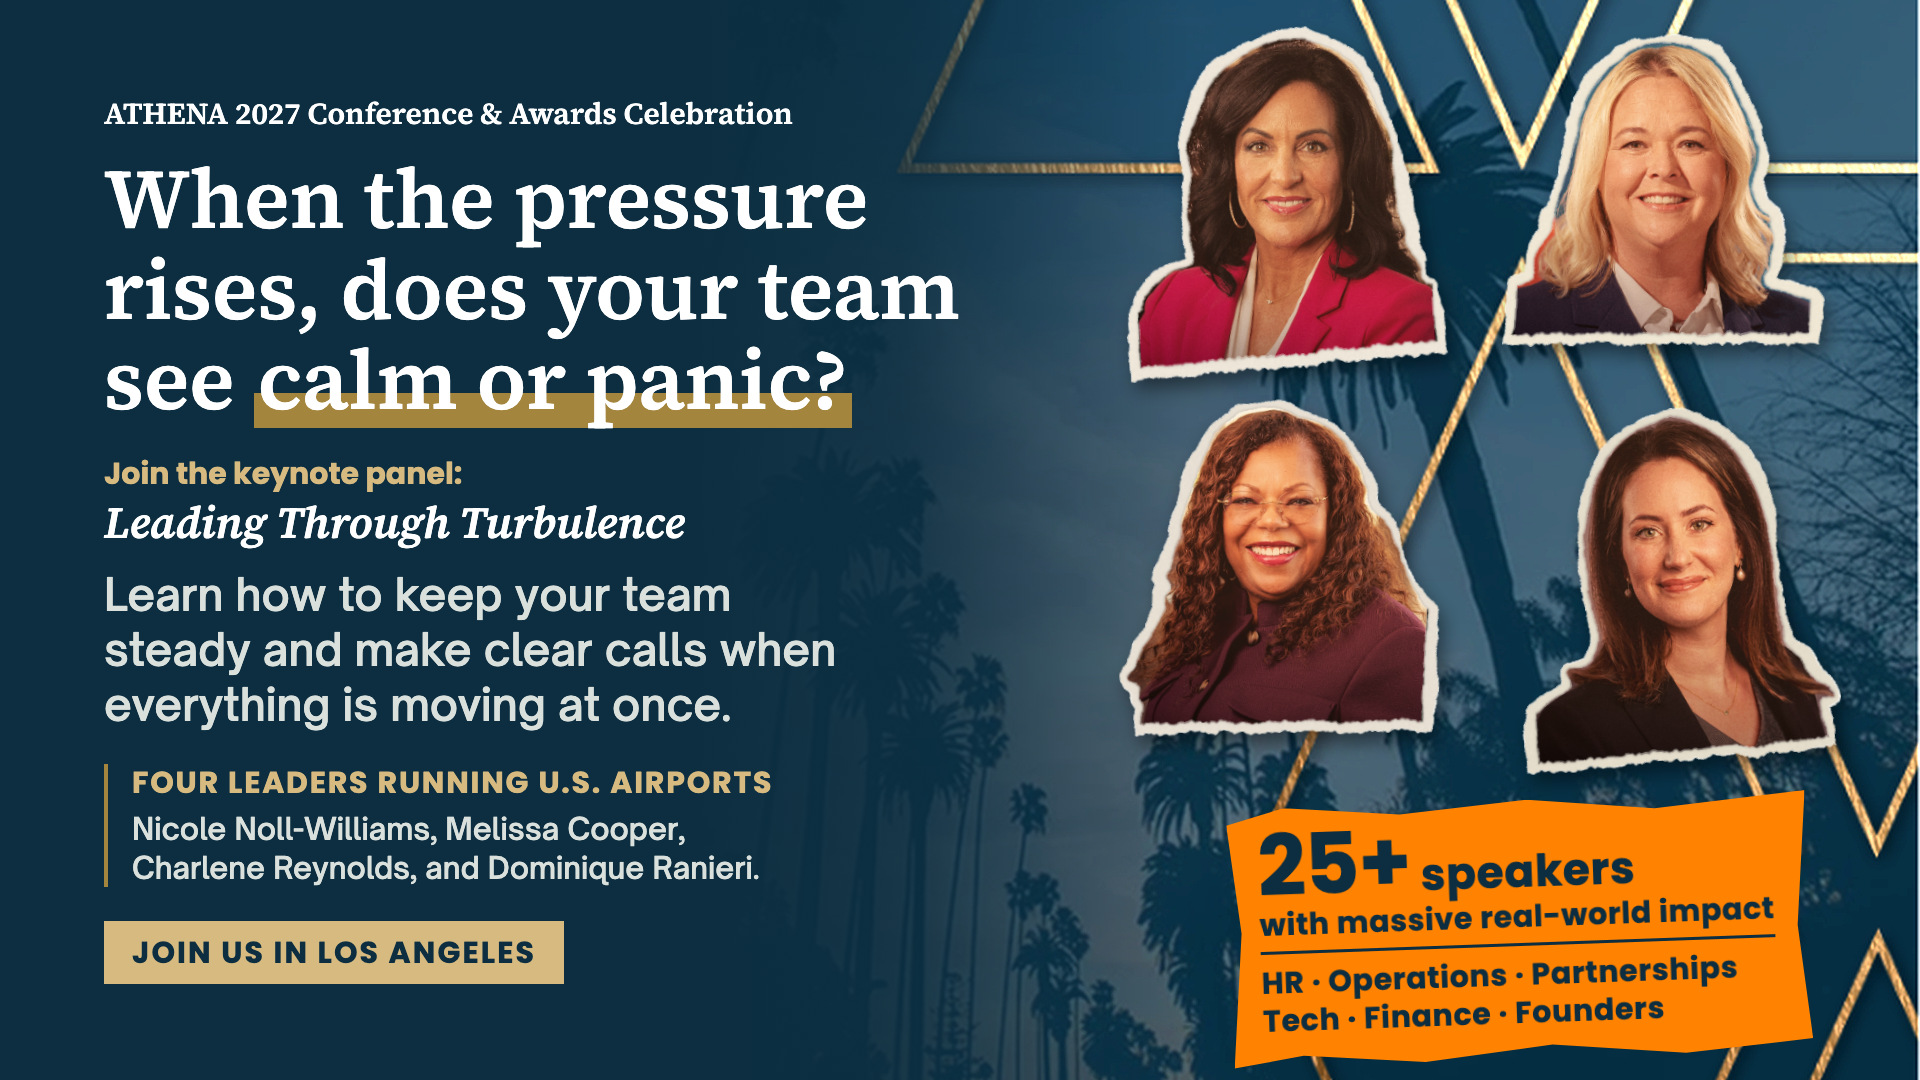 ATHENA 2027 Conference & Awards Celebration
When the pressure
rises, does your team
see calm or panic?
Join the keynote panel:
Leading Through Turbulence
Learn how to keep your team
steady and make clear calls when
everything is moving at once.
FOUR LEADERS RUNNING U.S. AIRPORTS
Nicole Noll-Williams, Melissa Cooper,
Charlene Reynolds, and Dominique Ranieri.
JOIN US IN LOS ANGELES
25+ speakers
with massive real-world impact
HR · Operations · Partnerships
Tech · Finance · Founders